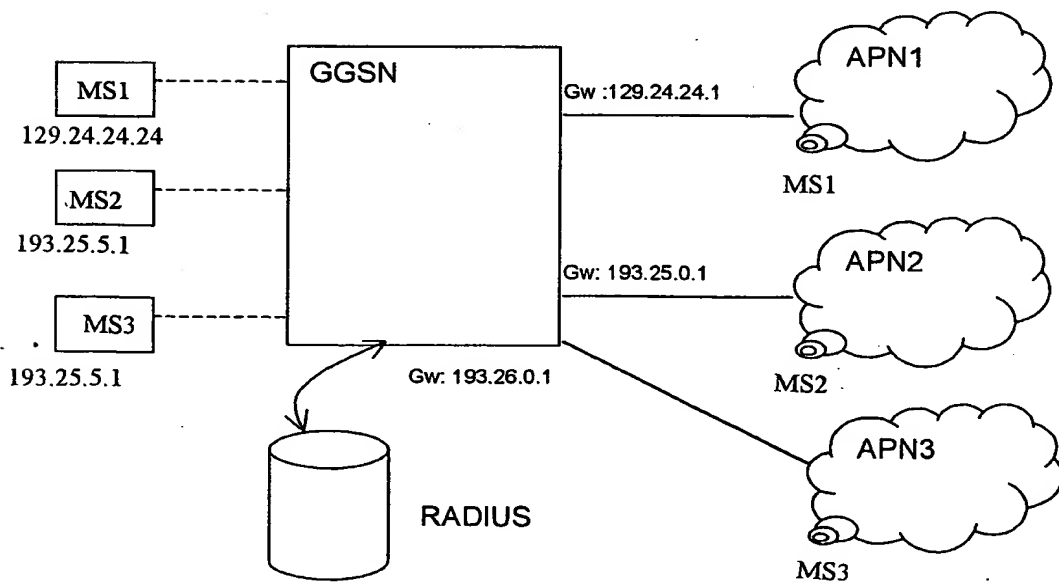 GGSN
APN1
MS1
129.24.24.24
Gw :129.24.24.1
MS1
MS2
193.25.5.1
APN2
Gw: 193.25.0.1
MS2
MS3
193.25.5.1
Gw: 193.26.0.1
APN3
RADIUS
MS3